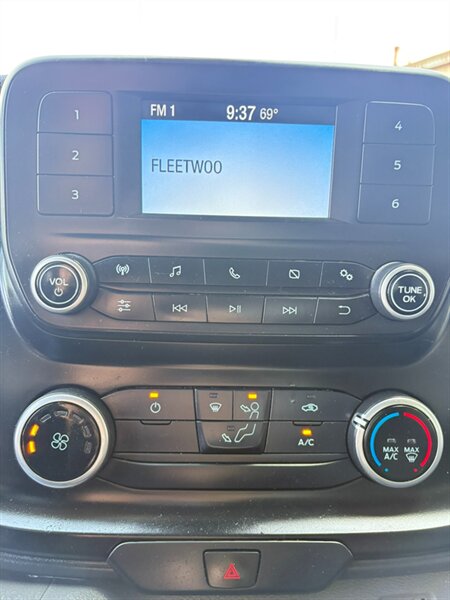 FM 1 9:37 69°
FLEETWOO
1
2
3
4
5
6
VOL
TUNE
OK
A/C
MAX
A/C
MAX